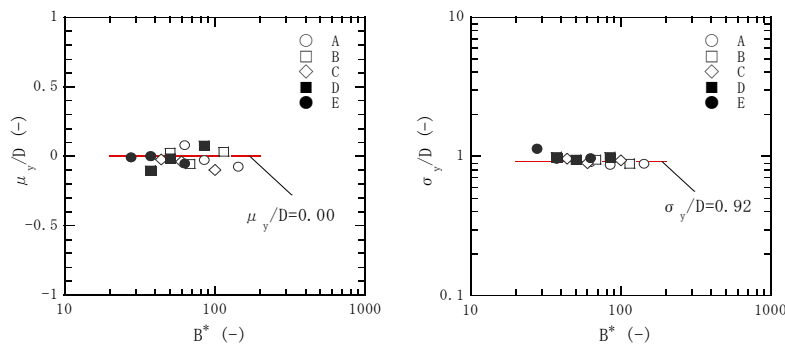 1
0.5
0
-0.5
-1
μ y/D (-)
10
100
1000
B* (-)
A
B
C
D
E
μ y/D=0.00
10
1
0.1
σ y/D (-)
10
100
1000
B* (-)
A
B
C
D
E
σ y/D=0.92